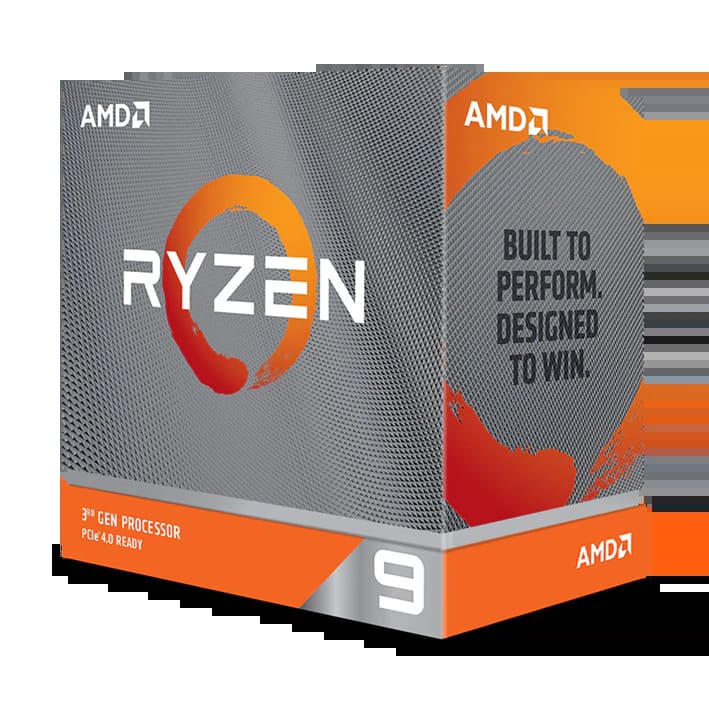 AMD
RYZEN
3RD GEN PROCESSOR
PCIe® 4.0 READY
9
AMD
BUILT TO
PERFORM.
DESIGNED
TO WIN.
AMD